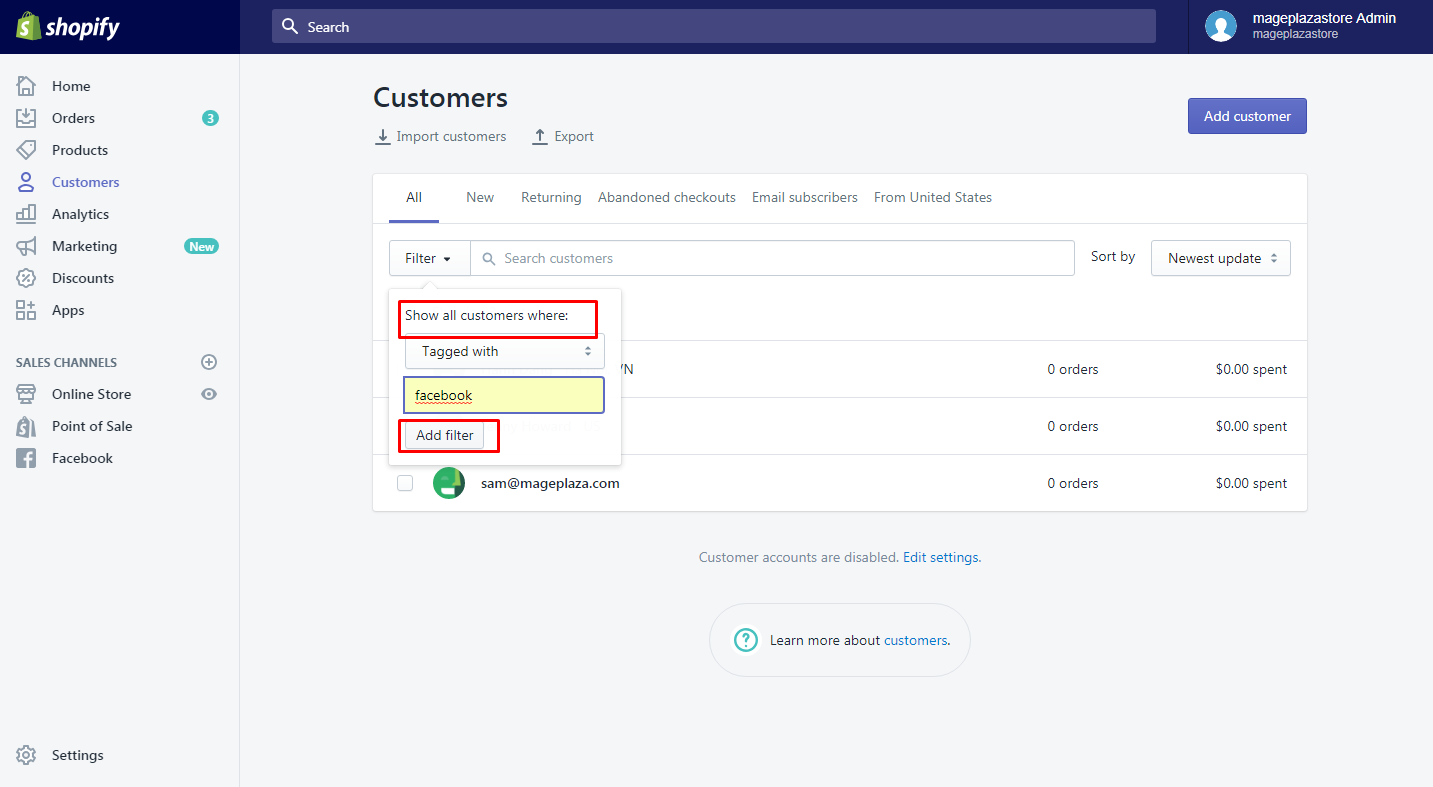 shopify
Search
mageplazastore Admin
mageplazastore
Home
Orders 3
Products
Customers
Analytics
Marketing New
Discounts
Apps
SALES CHANNELS
Online Store
Point of Sale
Facebook
Settings
Customers
Add customer
Import customers Export
All New Returning Abandoned checkouts Email subscribers From United States
Filter Search customers Sort by Newest update
Show all customers where:
Tagged with
VN 0 orders $0.00 spent
facebook
0 orders $0.00 spent
Add filter
sam@mageplaza.com 0 orders $0.00 spent
Customer accounts are disabled. Edit settings.
? Learn more about customers.